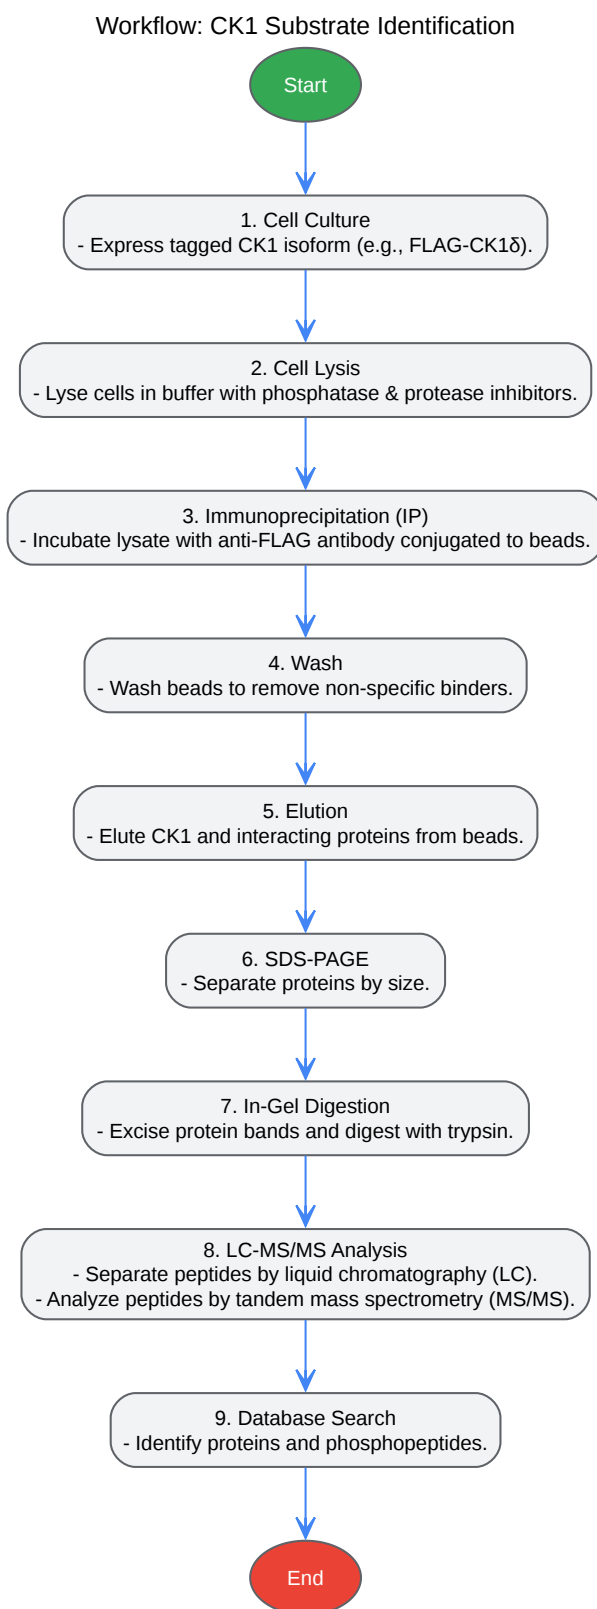 Workflow: CK1 Substrate Identification
Start
1. Cell Culture
- Express tagged CK1 isoform (e.g., FLAG-CK1δ).
2. Cell Lysis
- Lyse cells in buffer with phosphatase & protease inhibitors.
3. Immunoprecipitation (IP)
- Incubate lysate with anti-FLAG antibody conjugated to beads.
4. Wash
- Wash beads to remove non-specific binders.
5. Elution
- Elute CK1 and interacting proteins from beads.
6. SDS-PAGE
- Separate proteins by size.
7. In-Gel Digestion
- Excise protein bands and digest with trypsin.
8. LC-MS/MS Analysis
- Separate peptides by liquid chromatography (LC).
- Analyze peptides by tandem mass spectrometry (MS/MS).
9. Database Search
- Identify proteins and phosphopeptides.
End